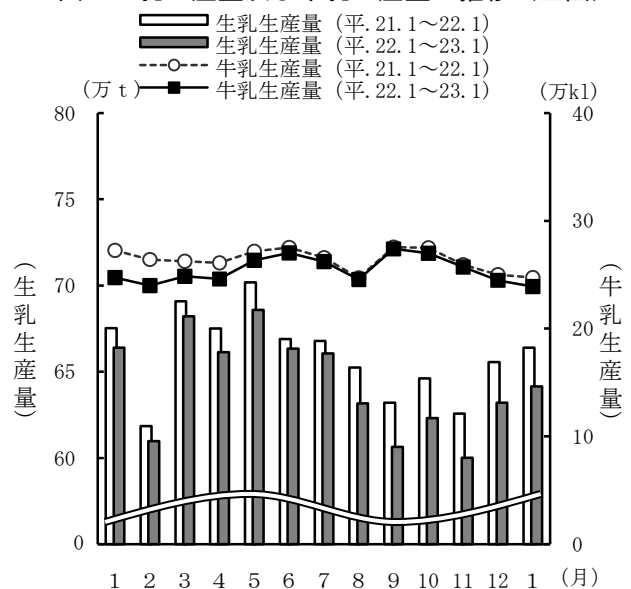 生乳生産量（平.21.1～22.1）
生乳生産量（平.22.1～23.1）
牛乳生産量（平.21.1～22.1）
牛乳生産量（平.22.1～23.1）
（万ｔ）
（万kl）
80
75
70
65
60
0
40
30
20
10
0
（生乳生産量）
（牛乳生産量）
1 2 3 4 5 6 7 8 9 10 11 12 1 （月）